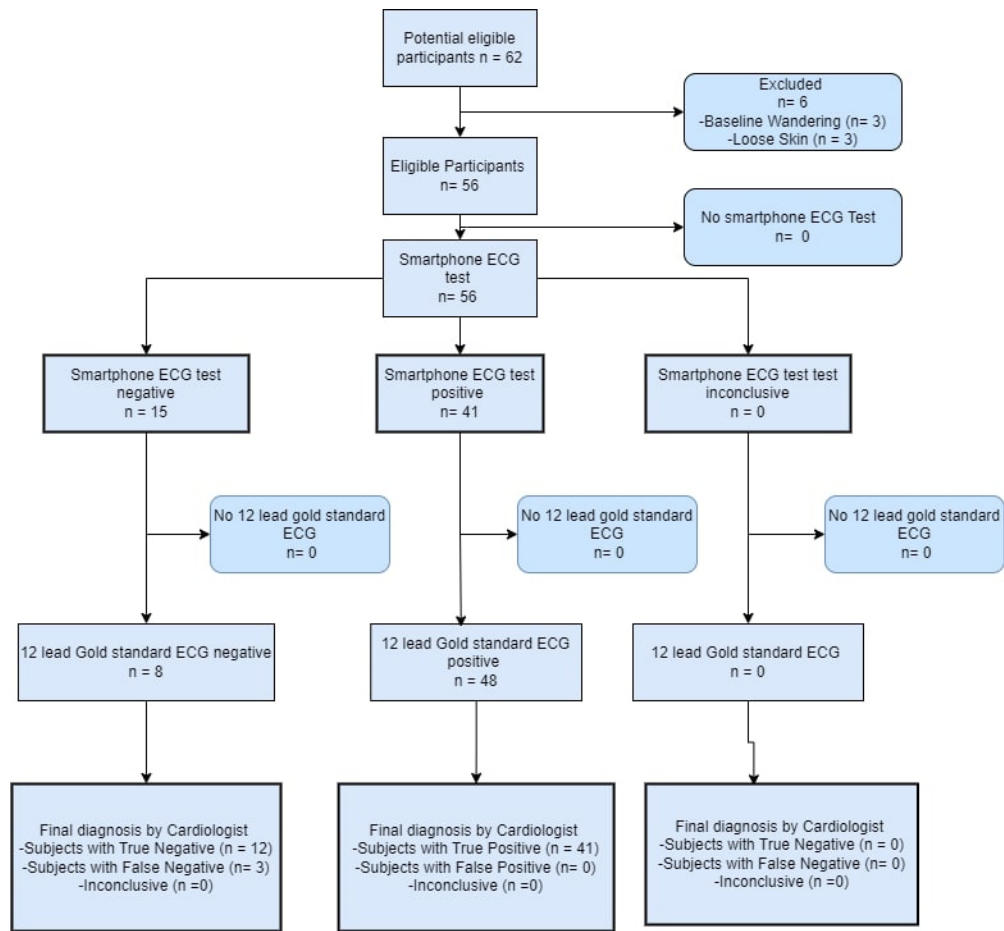 Potential eligible
participants n = 62
Excluded
n= 6
-Baseline Wandering (n= 3)
-Loose Skin (n = 3)
Eligible Participants
n= 56
No smartphone ECG Test
n= 0
Smartphone ECG
test
n= 56
Smartphone ECG test
negative
n = 15
Smartphone ECG test
positive
n= 41
Smartphone ECG test test
inconclusive
n = 0
No 12 lead gold standard
ECG
n= 0
No 12 lead gold standard
ECG
n= 0
No 12 lead gold standard
ECG
n= 0
12 lead Gold standard ECG negative
n = 8
12 lead Gold standard ECG
positive
n = 48
12 lead Gold standard ECG
n = 0
Final diagnosis by Cardiologist
-Subjects with True Negative (n = 12)
-Subjects with False Negative (n= 3)
-Inconclusive (n =0)
Final diagnosis by Cardiologist
-Subjects with True Positive (n = 41)
-Subjects with False Positive (n= 0)
-Inconclusive (n =0)
Final diagnosis by Cardiologist
-Subjects with True Negative (n = 0)
-Subjects with False Negative (n= 0)
-Inconclusive (n =0)